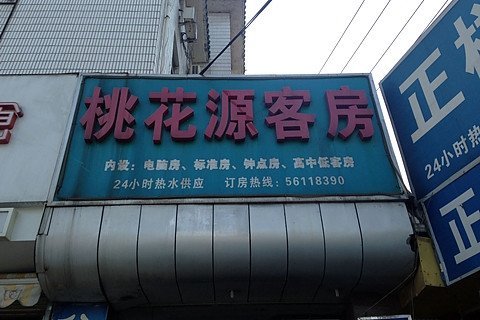 桃花源客房
内设：电脑房、标准房、钟点房、高中低客房
24小时热水供应 订房热线：56118390
息
正
24小时热
正